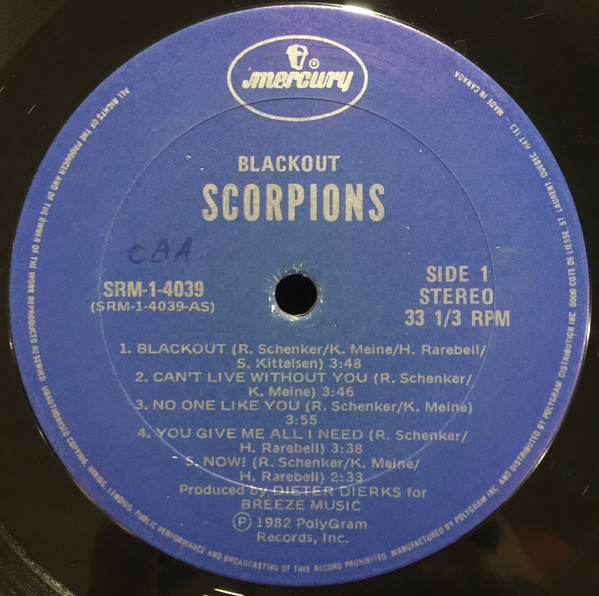 mercury
BLACKOUT
SCORPIONS
CBA
SRM-1-4039
(SRM-1-4039-AS)
SIDE 1
STEREO
33 1/3 RPM
1. BLACKOUT (R. Schenker/K. Meine/H. Rarebell/
S. Kittelsen) 3:48
2. CAN'T LIVE WITHOUT YOU (R. Schenker/
K. Meine) 3:46
3. NO ONE LIKE YOU (R. Schenker/K. Meine)
3:55
4. YOU GIVE ME ALL I NEED (R. Schenker/
H. Rarebell) 3:38
5. NOW! (R. Schenker/K. Meine/
H. Rarebell) 2:33
Produced by DIETER DIERKS for
BREEZE MUSIC
Ⓟ 1982 PolyGram
Records, Inc.
ALL RIGHTS OF THE PRODUCER AND OF THE OWNER OF THE WORK REPRODUCED RESERVED. UNAUTHORISED COPYING, HIRING, LENDING, PUBLIC PERFORMANCE AND BROADCASTING OF THIS RECORD PROHIBITED. MANUFACTURED BY POLYGRAM INC AND DISTRIBUTED BY POLYGRAM DISTRIBUTION INC 6000 COTE DE LIESSE, ST LAURENT, QUEBEC H4T 1E3 - MADE IN CANADA